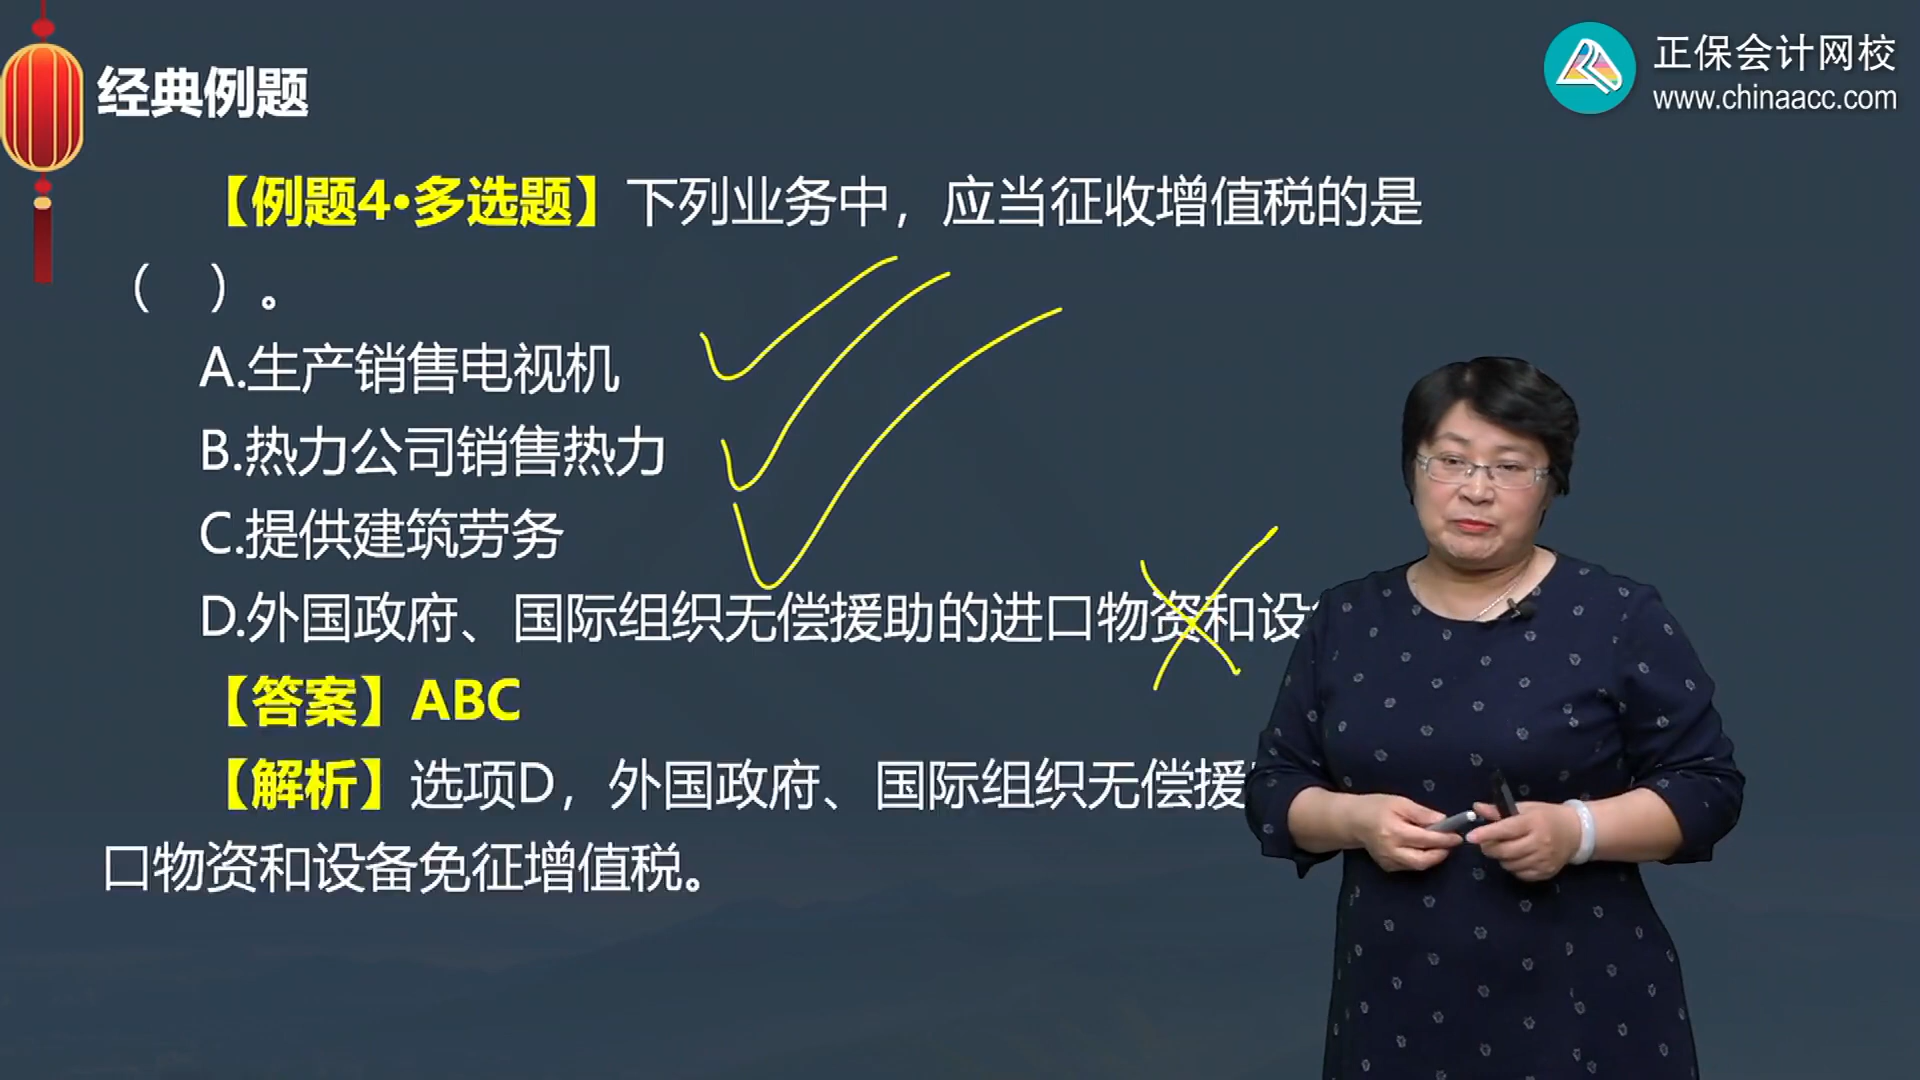 经典例题
正保会计网校
www.chinaacc.com
【例题4•多选题】下列业务中，应当征收增值税的是
（　）。
A.生产销售电视机
B.热力公司销售热力
C.提供建筑劳务
D.外国政府、国际组织无偿援助的进口物资和设
【答案】ABC
【解析】选项D，外国政府、国际组织无偿援
口物资和设备免征增值税。